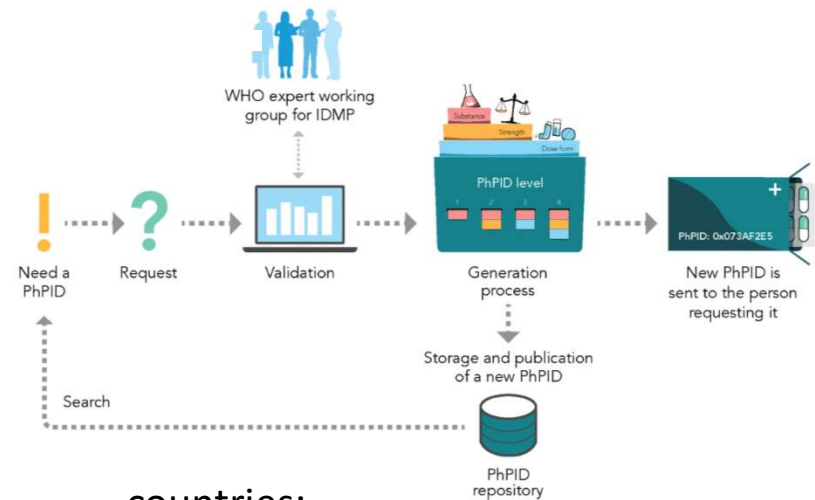 WHO expert working
group for IDMP
Substance
Strength
Dose form
PhPID level
1 2 3 4
PhPID: 0x073AF2E5
Need a
PhPID
Request
Validation
Generation
process
New PhPID is
sent to the person
requesting it
Storage and publication
of a new PhPID
Search
PhPID
repository
countries: